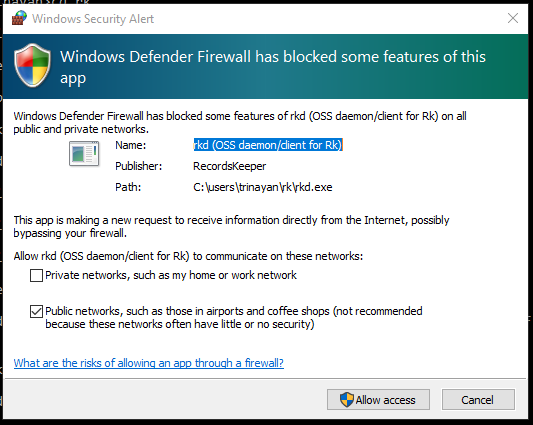 Windows Security Alert
Windows Defender Firewall has blocked some features of this
app
Windows Defender Firewall has blocked some features of rkd (OSS daemon/client for Rk) on all
public and private networks.
Name: rkd (OSS daemon/client for Rk)
Publisher: RecordsKeeper
Path: C:\users\trinayan\rk\rkd.exe
This app is making a new request to receive information directly from the Internet, possibly
bypassing your firewall.
Allow rkd (OSS daemon/client for Rk) to communicate on these networks:
Private networks, such as my home or work network
Public networks, such as those in airports and coffee shops (not recommended
because these networks often have little or no security)
What are the risks of allowing an app through a firewall?
Allow access Cancel